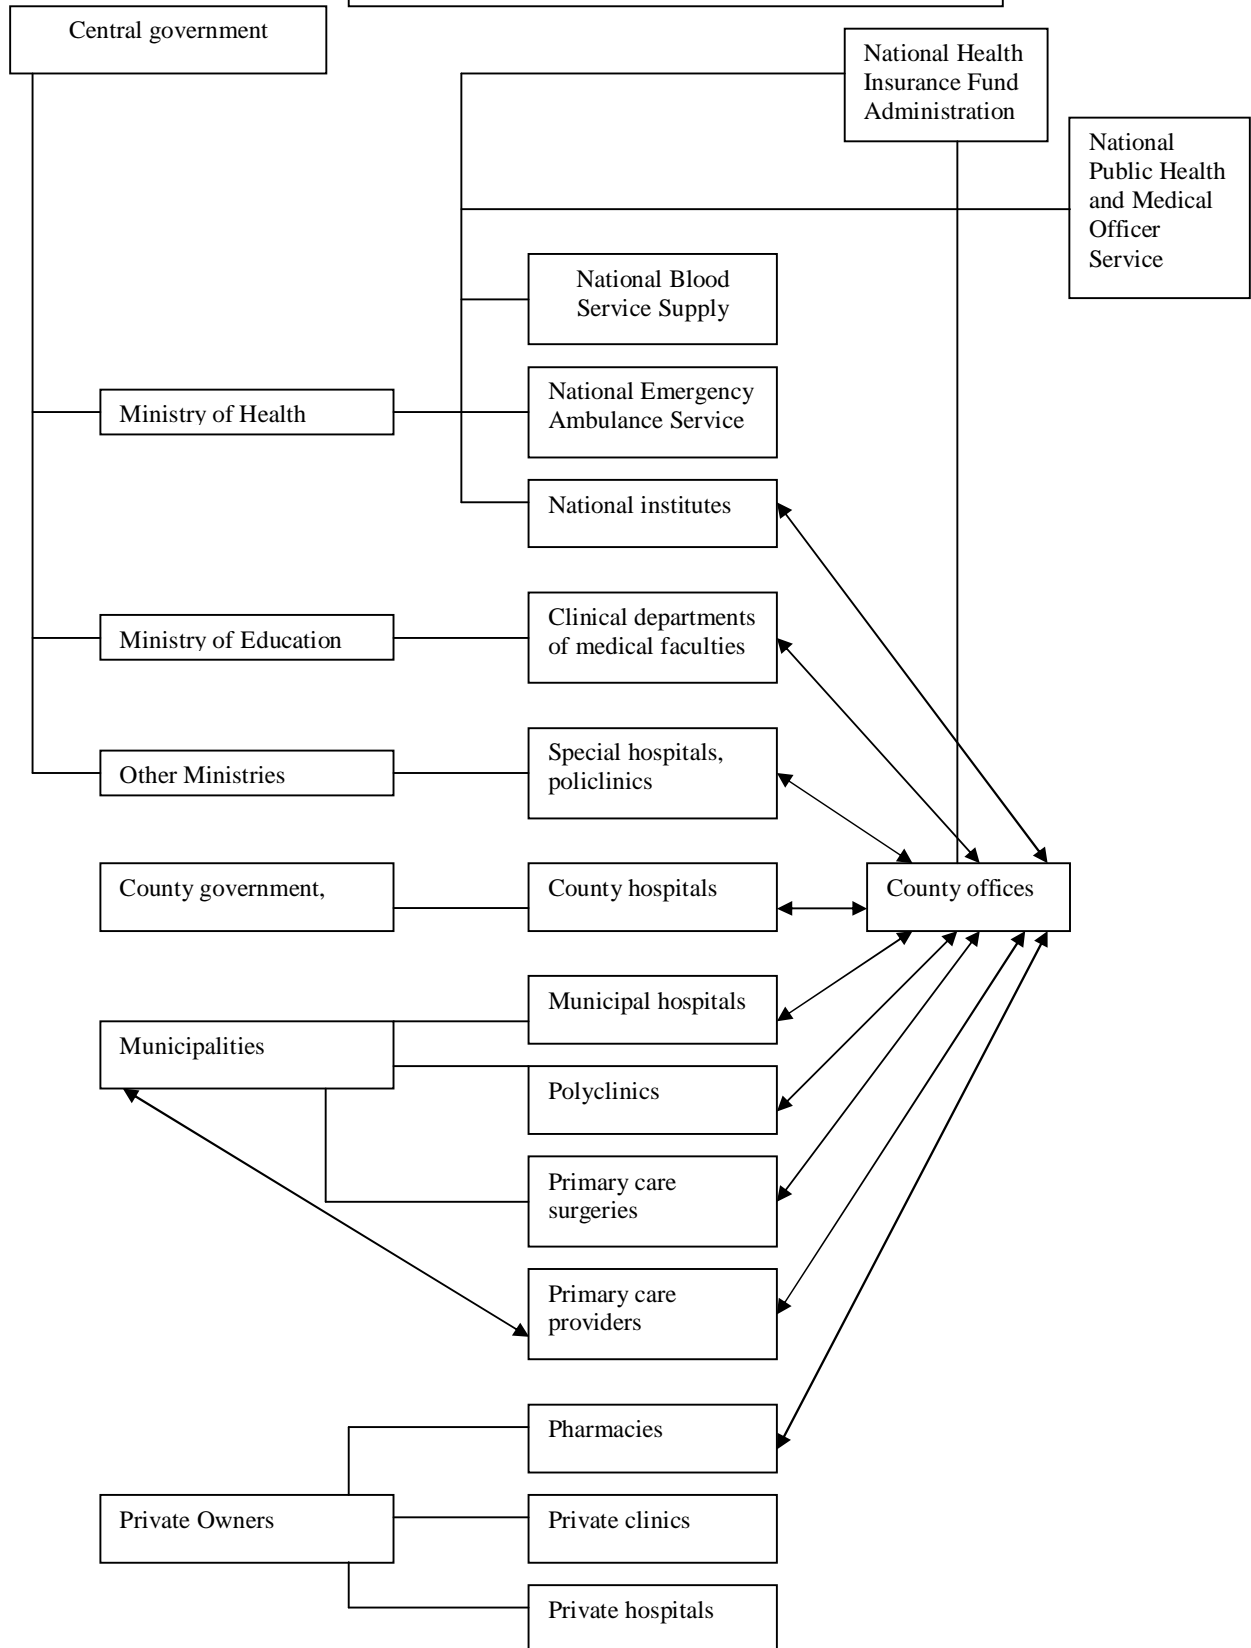 Central government
National Health
Insurance Fund
Administration
National
Public Health
and Medical
Officer
Service
National Blood
Service Supply
Ministry of Health
National Emergency
Ambulance Service
National institutes
Ministry of Education
Clinical departments
of medical faculties
Other Ministries
Special hospitals,
policlinics
County government,
County hospitals
County offices
Municipalities
Municipal hospitals
Polyclinics
Primary care
surgeries
Primary care
providers
Pharmacies
Private Owners
Private clinics
Private hospitals